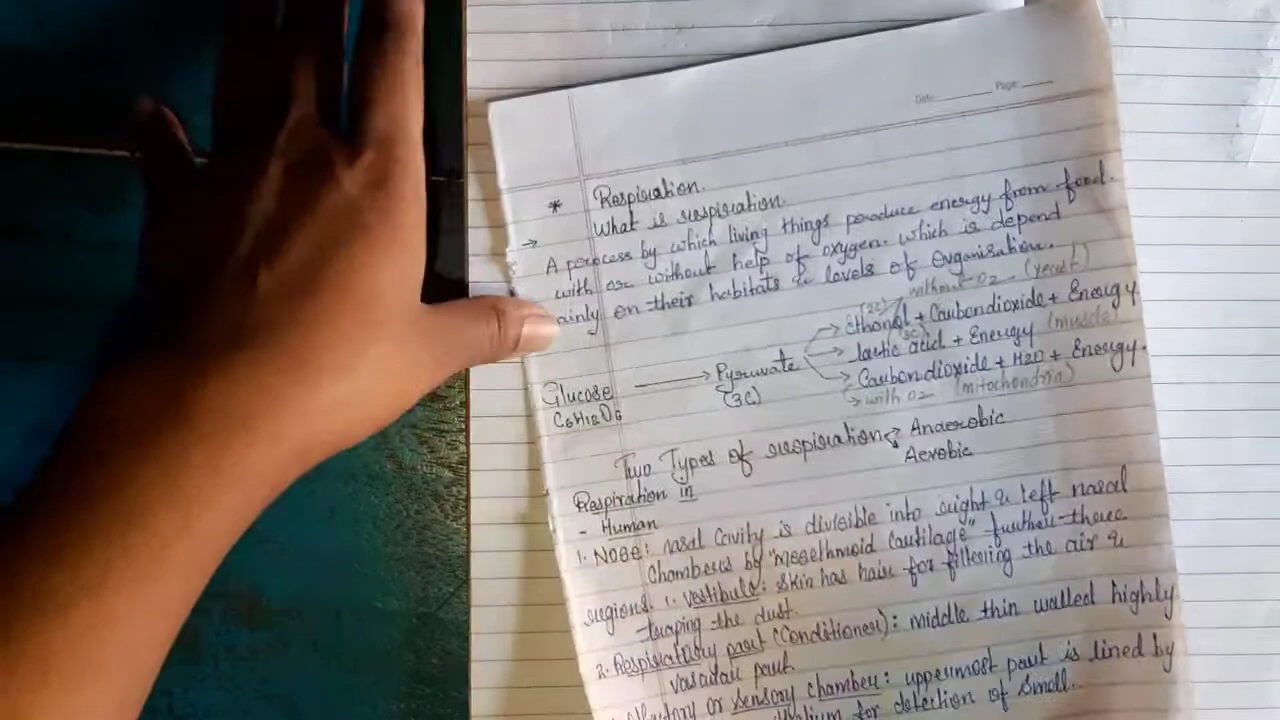 Date: Page:
* Respiration.
→ What is respiration.
A process by which living things produce energy from food.
with or without help of oxygen. which is depend
ainly on their habitats & levels of Organisation.
without O2 - (yeast)
(2C)
Ethonol + Carbondioxide + Energy
(3C)
lactic acid + Energy (muscle)
Glucose → Pyruvate
C6H12O6 (3C)
Carbondioxide + H2O + Energy.
→ with O2 (mitochondria)
Two Types of respiration Anaerobic
Aerobic
Respiration in
- Human
1. NOSE: nasal Cavity is divisible into right & left nasal
Chambers by "mesethmoid Cartilage" further three
regions. 1. Vestibule: Skin has hair for filtering the air &
traping the dust.
2. Respiratory part (Conditioner): middle thin walled highly
vascular part.
or sensory chamber: uppermost part is lined by
for detection of smell.